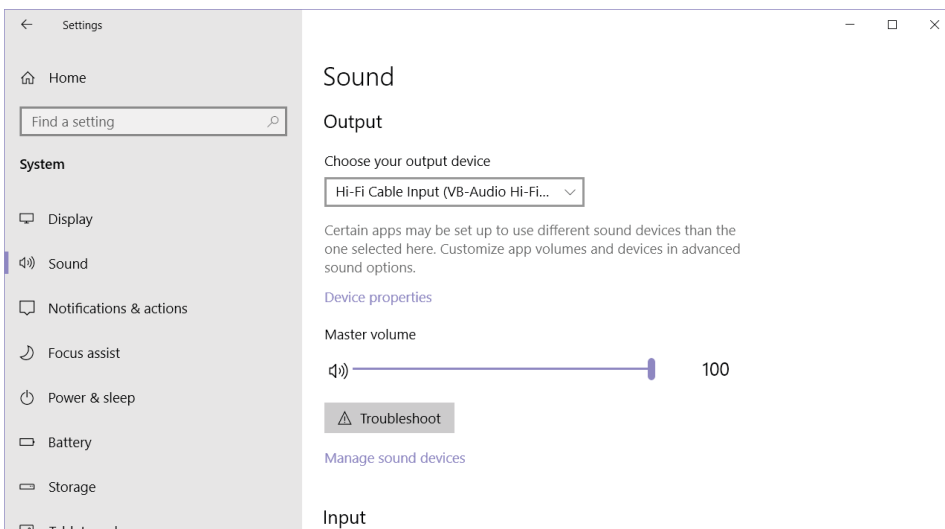 Settings
Home
Find a setting
System
Display
Sound
Notifications & actions
Focus assist
Power & sleep
Battery
Storage
Sound
Output
Choose your output device
Hi-Fi Cable Input (VB-Audio Hi-Fi...
Certain apps may be set up to use different sound devices than the
one selected here. Customize app volumes and devices in advanced
sound options.
Device properties
Master volume
100
Troubleshoot
Manage sound devices
Input